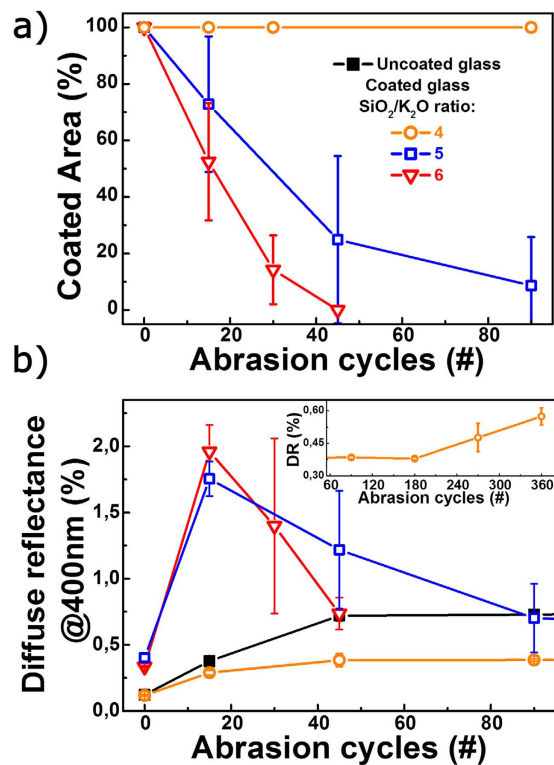 a)
Coated Area (%)
100
80
60
40
20
0
Uncoated glass
Coated glass
SiO₂/K₂O ratio:
4
5
6
0 20 40 60 80
Abrasion cycles (#)
b)
Diffuse reflectance
@400nm (%)
2,0
1,5
1,0
0,5
0,0
DR (%)
0,60
0,45
0,30
60 90 180 270 360
Abrasion cycles (#)
0 20 40 60 80
Abrasion cycles (#)